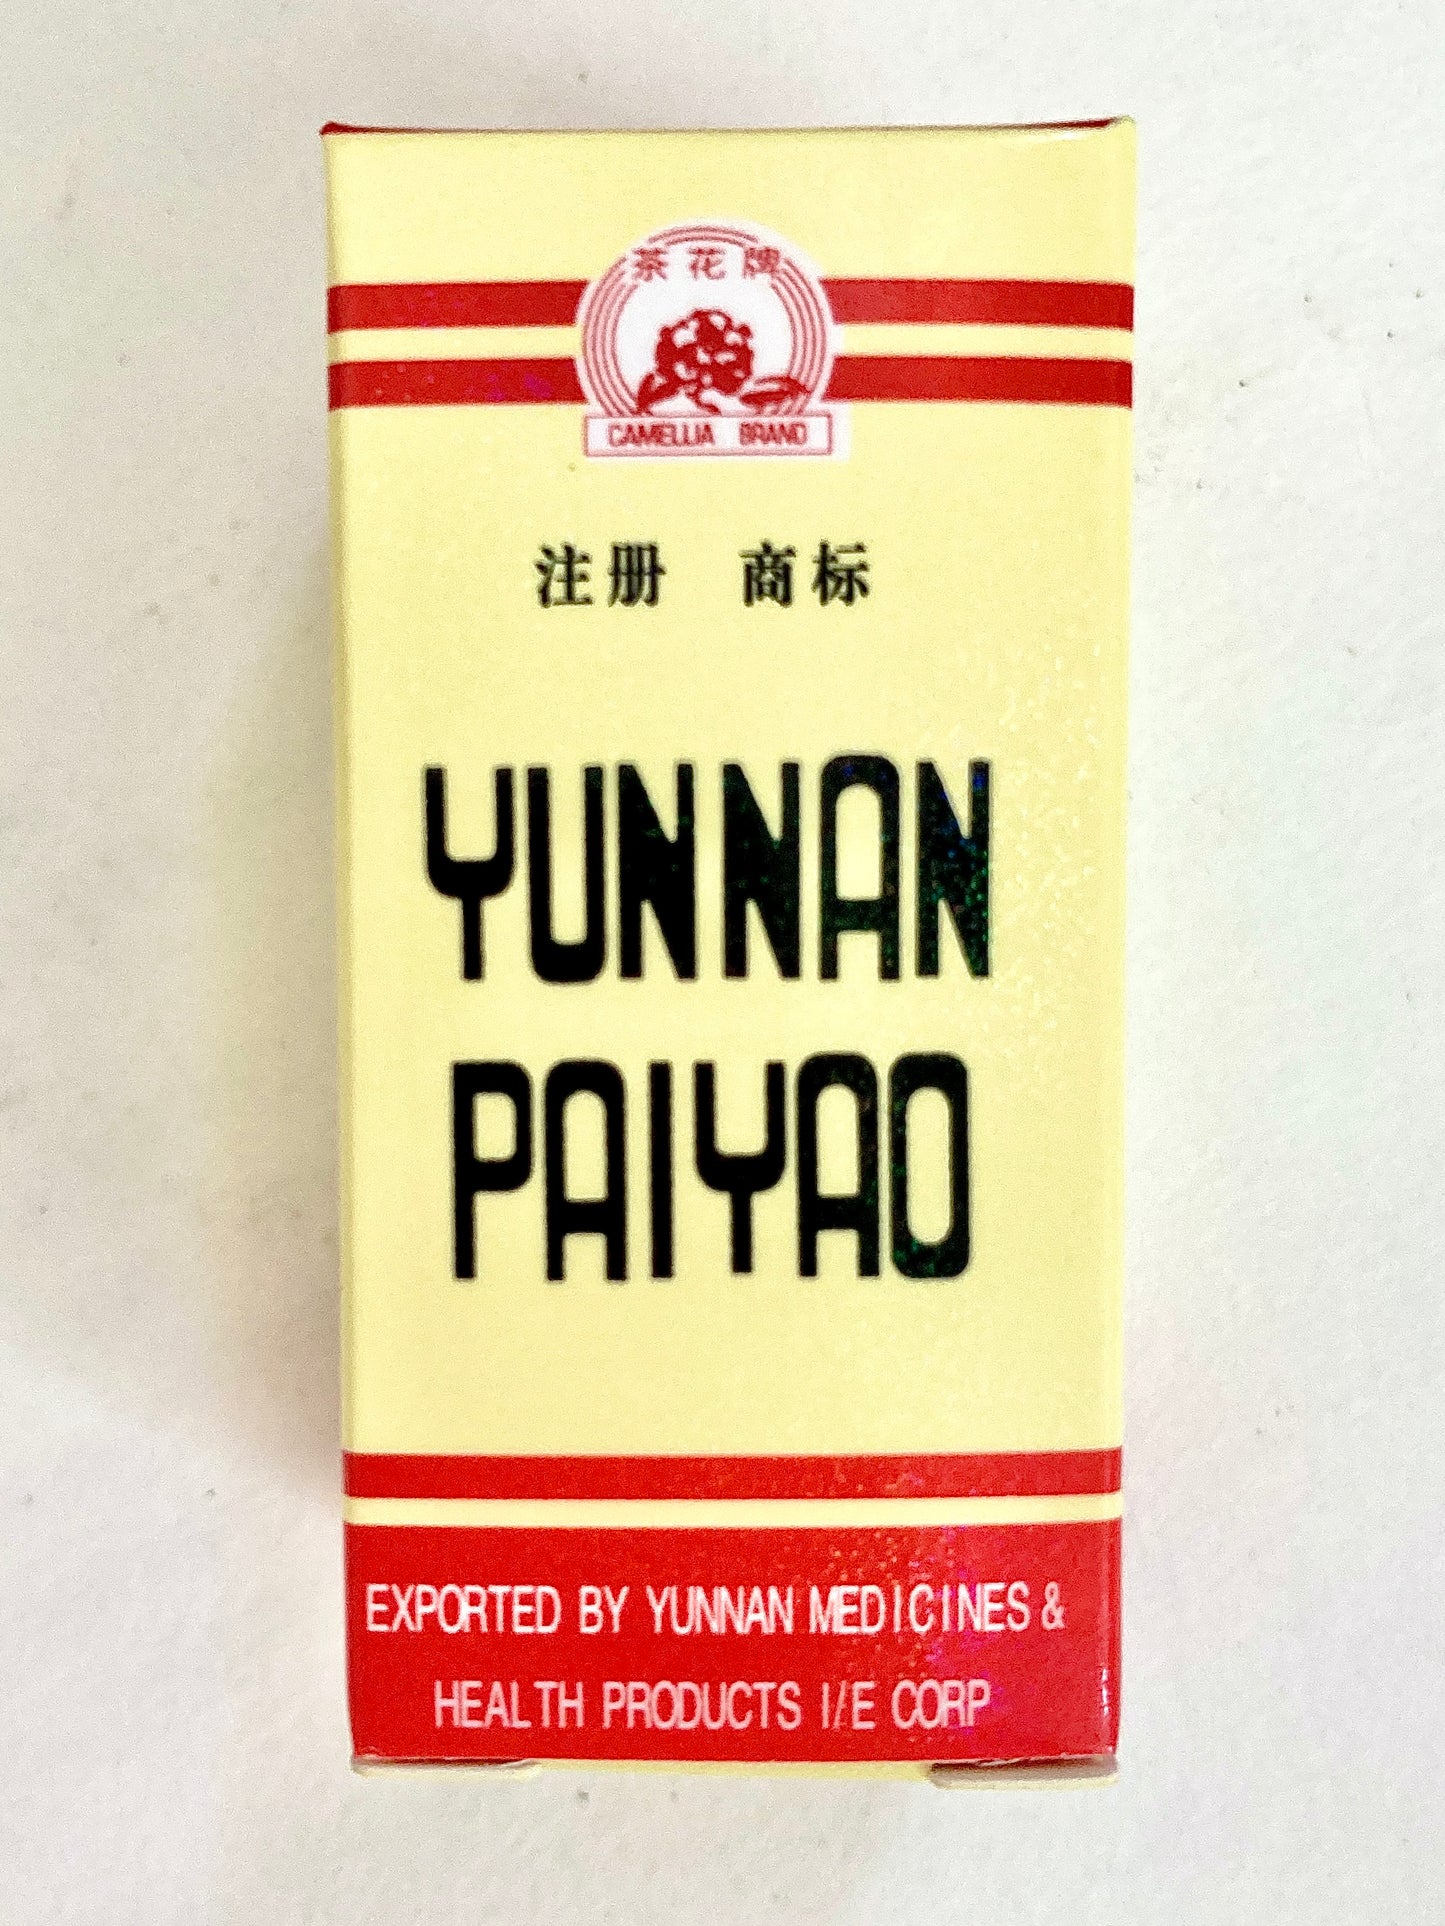 茶花牌
CAMELLIA BRAND
注册 商标
YUNNAN
PAIYAO
EXPORTED BY YUNNAN MEDICINES &
HEALTH PRODUCTS I/E CORP